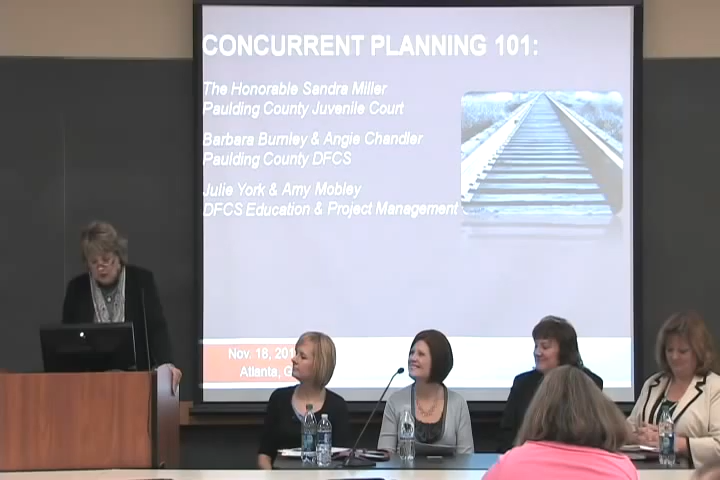 CONCURRENT PLANNING 101:
The Honorable Sandra Miller
Paulding County Juvenile Court
Barbara Burnley & Angie Chandler
Paulding County DFCS
Julie York & Amy Mobley
DFCS Education & Project Management
Nov. 18, 201
Atlanta, G